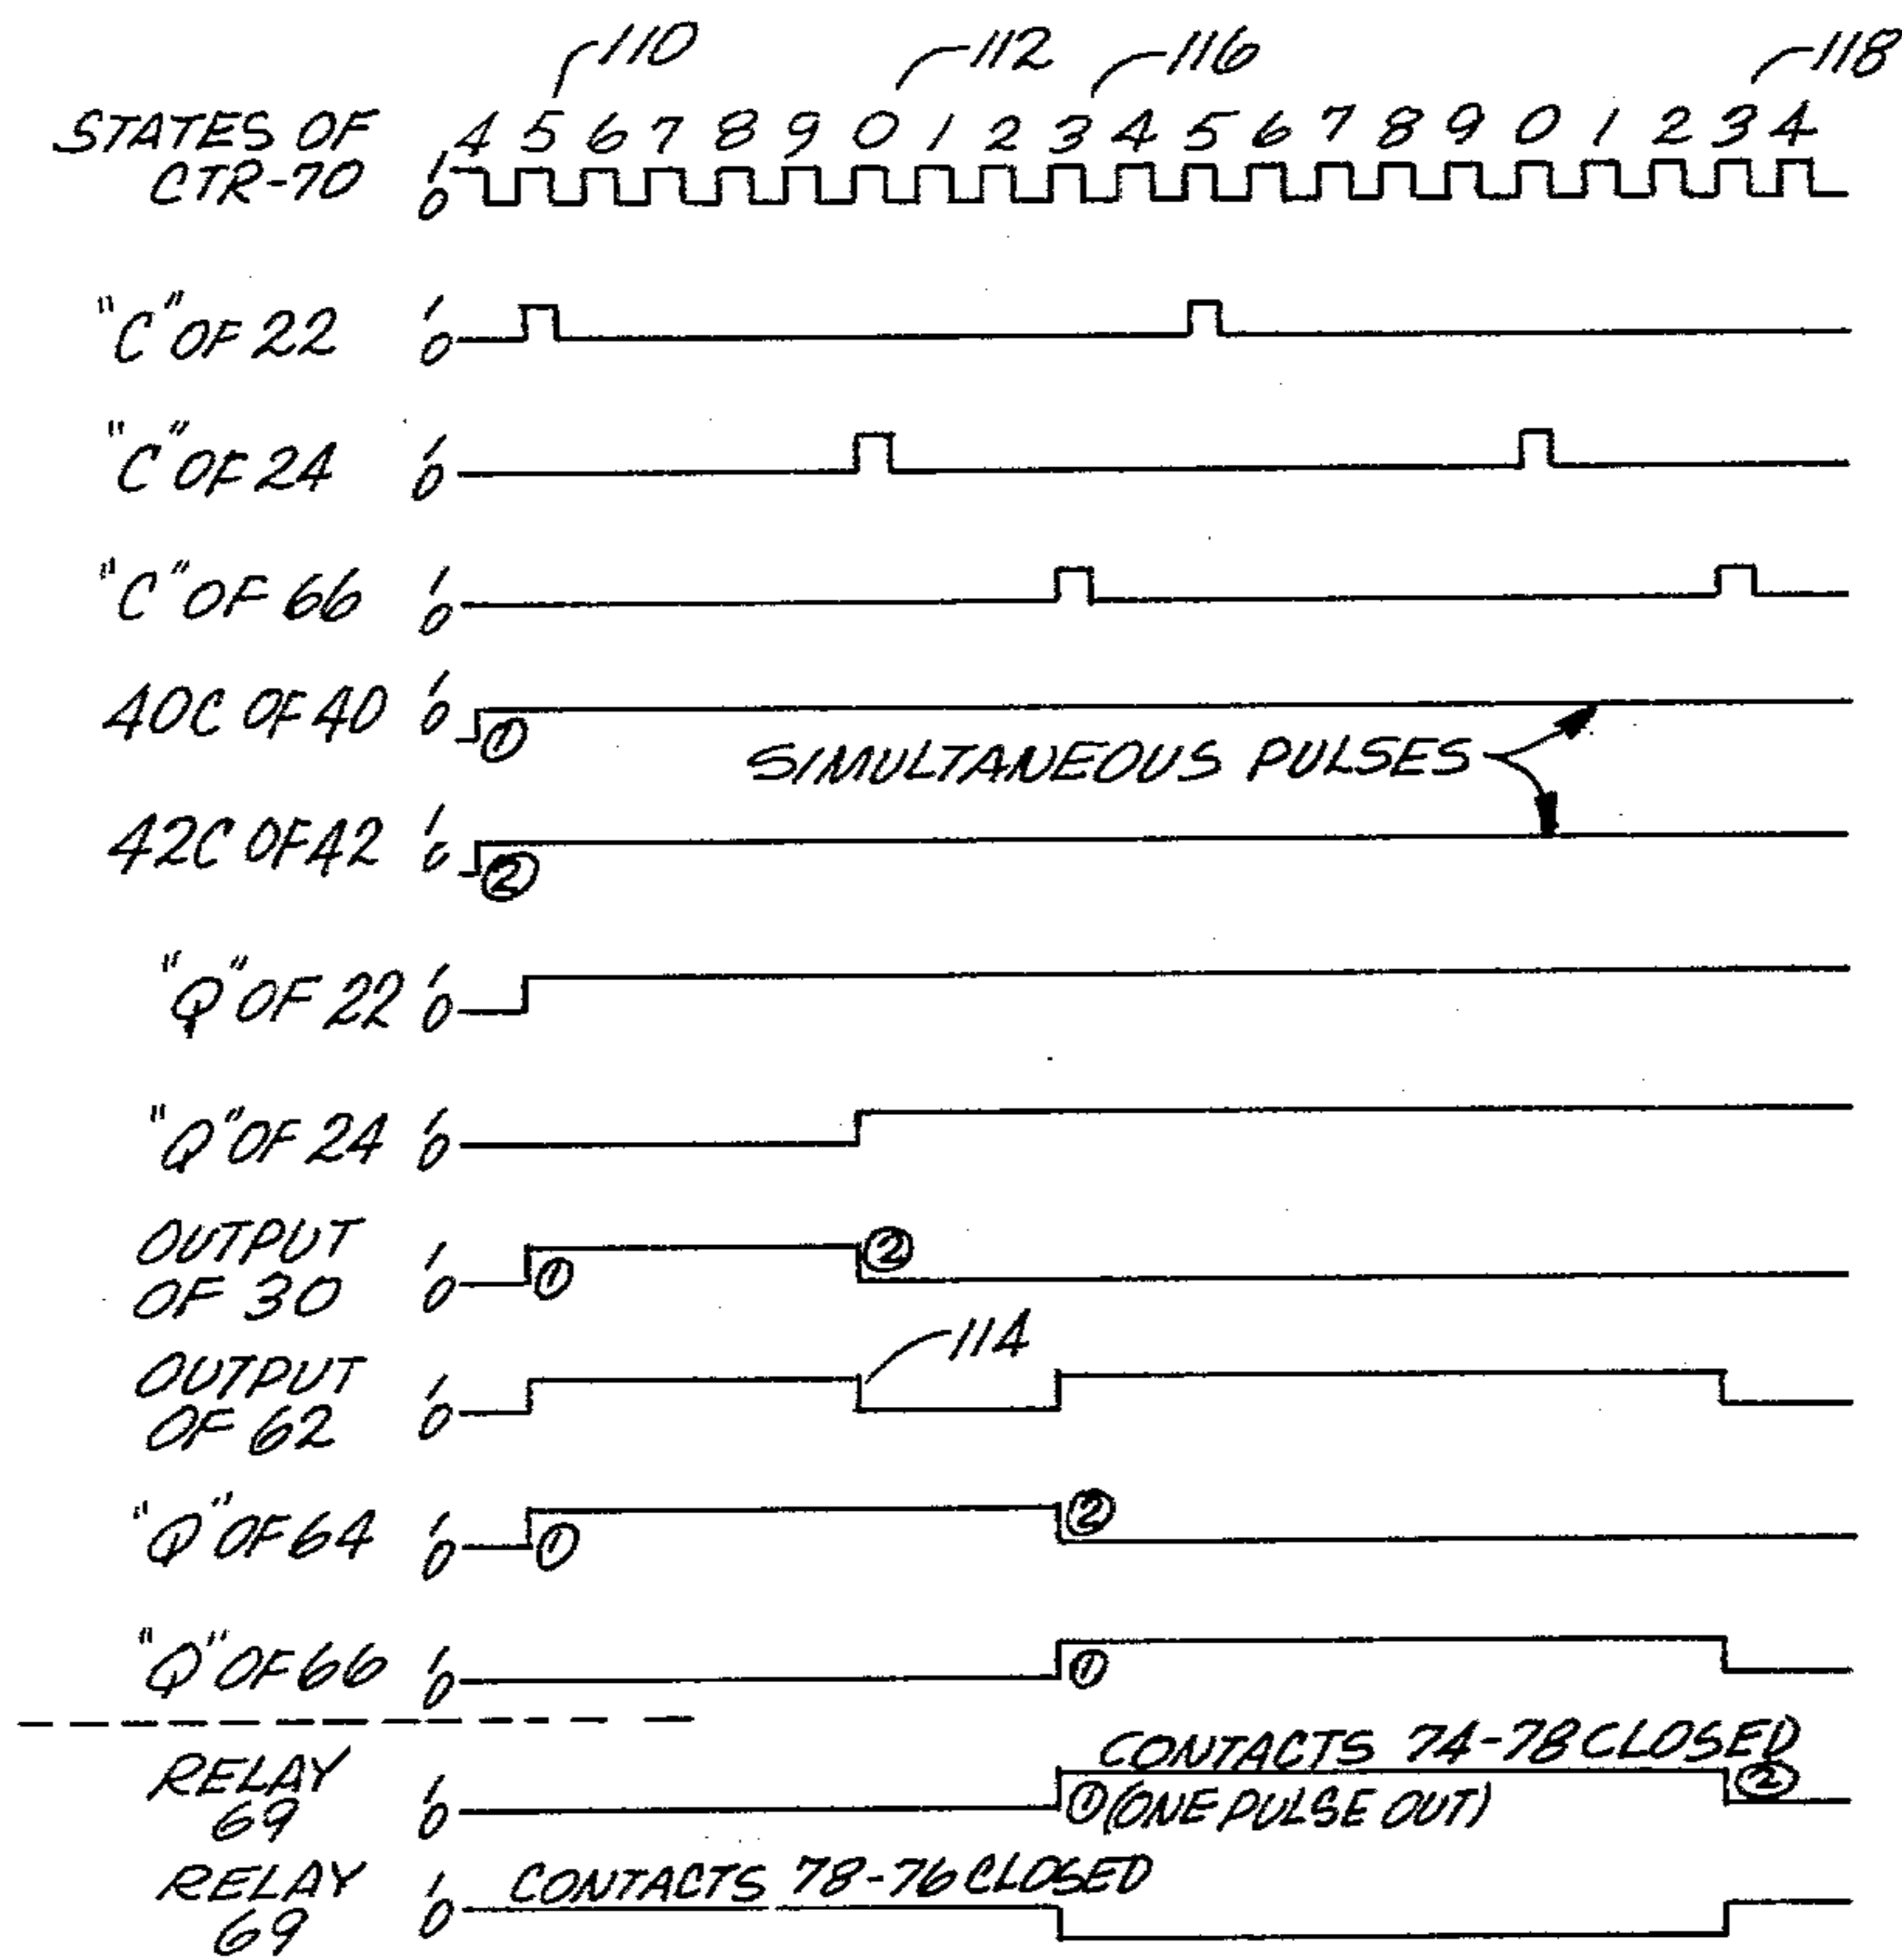 110 112 116 118
STATES OF 4 5 6 7 8 9 0 1 2 3 4 5 6 7 8 9 0 1 2 3 4
CTR-70 1 0
"C" OF 22 1 0
"C" OF 24 1 0
"C" OF 66 1 0
40C OF 40 1 0 ①
SIMULTANEOUS PULSES
42C OF 42 1 0 ②
"Q" OF 22 1 0
"Q" OF 24 1 0
OUTPUT
OF 30 1 0 ① ②
114
OUTPUT
OF 62 1 0
"Q" OF 64 1 0 ① ②
"Q" OF 66 1 0 ①
CONTACTS 74-78 CLOSED
RELAY
69 1 0 ① (ONE PULSE OUT) ②
RELAY
69 1 0 CONTACTS 78-76 CLOSED